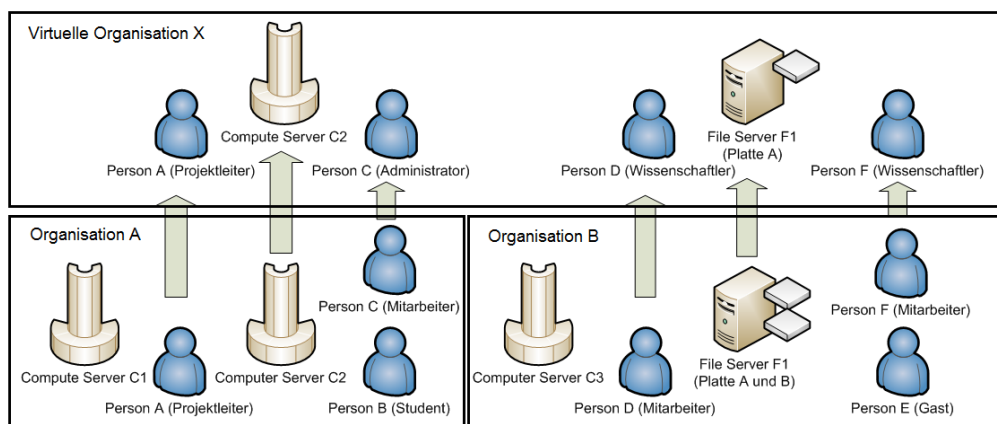 Virtuelle Organisation X
Compute Server C2
Person A (Projektleiter)
Person C (Administrator)
File Server F1
(Platte A)
Person D (Wissenschaftler)
Person F (Wissenschaftler)
Organisation A
Person C (Mitarbeiter)
Compute Server C1
Computer Server C2
Person A (Projektleiter)
Person B (Student)
Organisation B
Person F (Mitarbeiter)
Computer Server C3
File Server F1
(Platte A und B)
Person D (Mitarbeiter)
Person E (Gast)